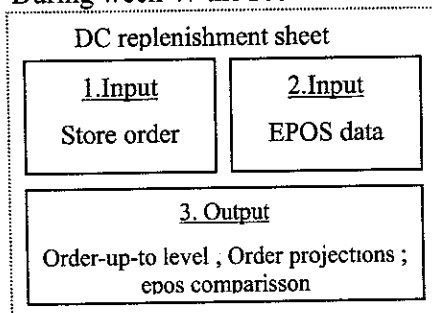 During week
DC replenishment sheet
1.Input
Store order
2.Input
EPOS data
3. Output
Order-up-to level , Order projections ;
epos comparisson